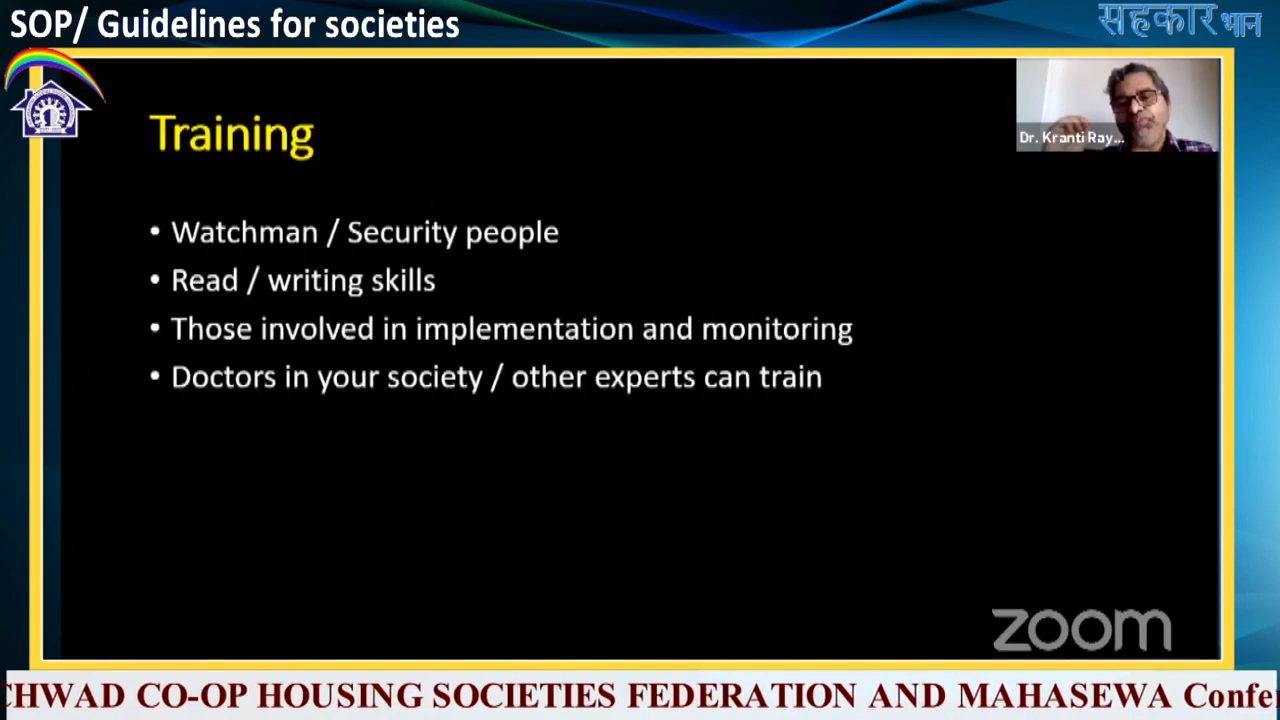 SOP/ Guidelines for societies
सहकार भान
Dr. Kranti Ray...
Training
• Watchman / Security people
• Read / writing skills
• Those involved in implementation and monitoring
• Doctors in your society / other experts can train
zoom
CHWAD CO-OP HOUSING SOCIETIES FEDERATION AND MAHASEWA Confe